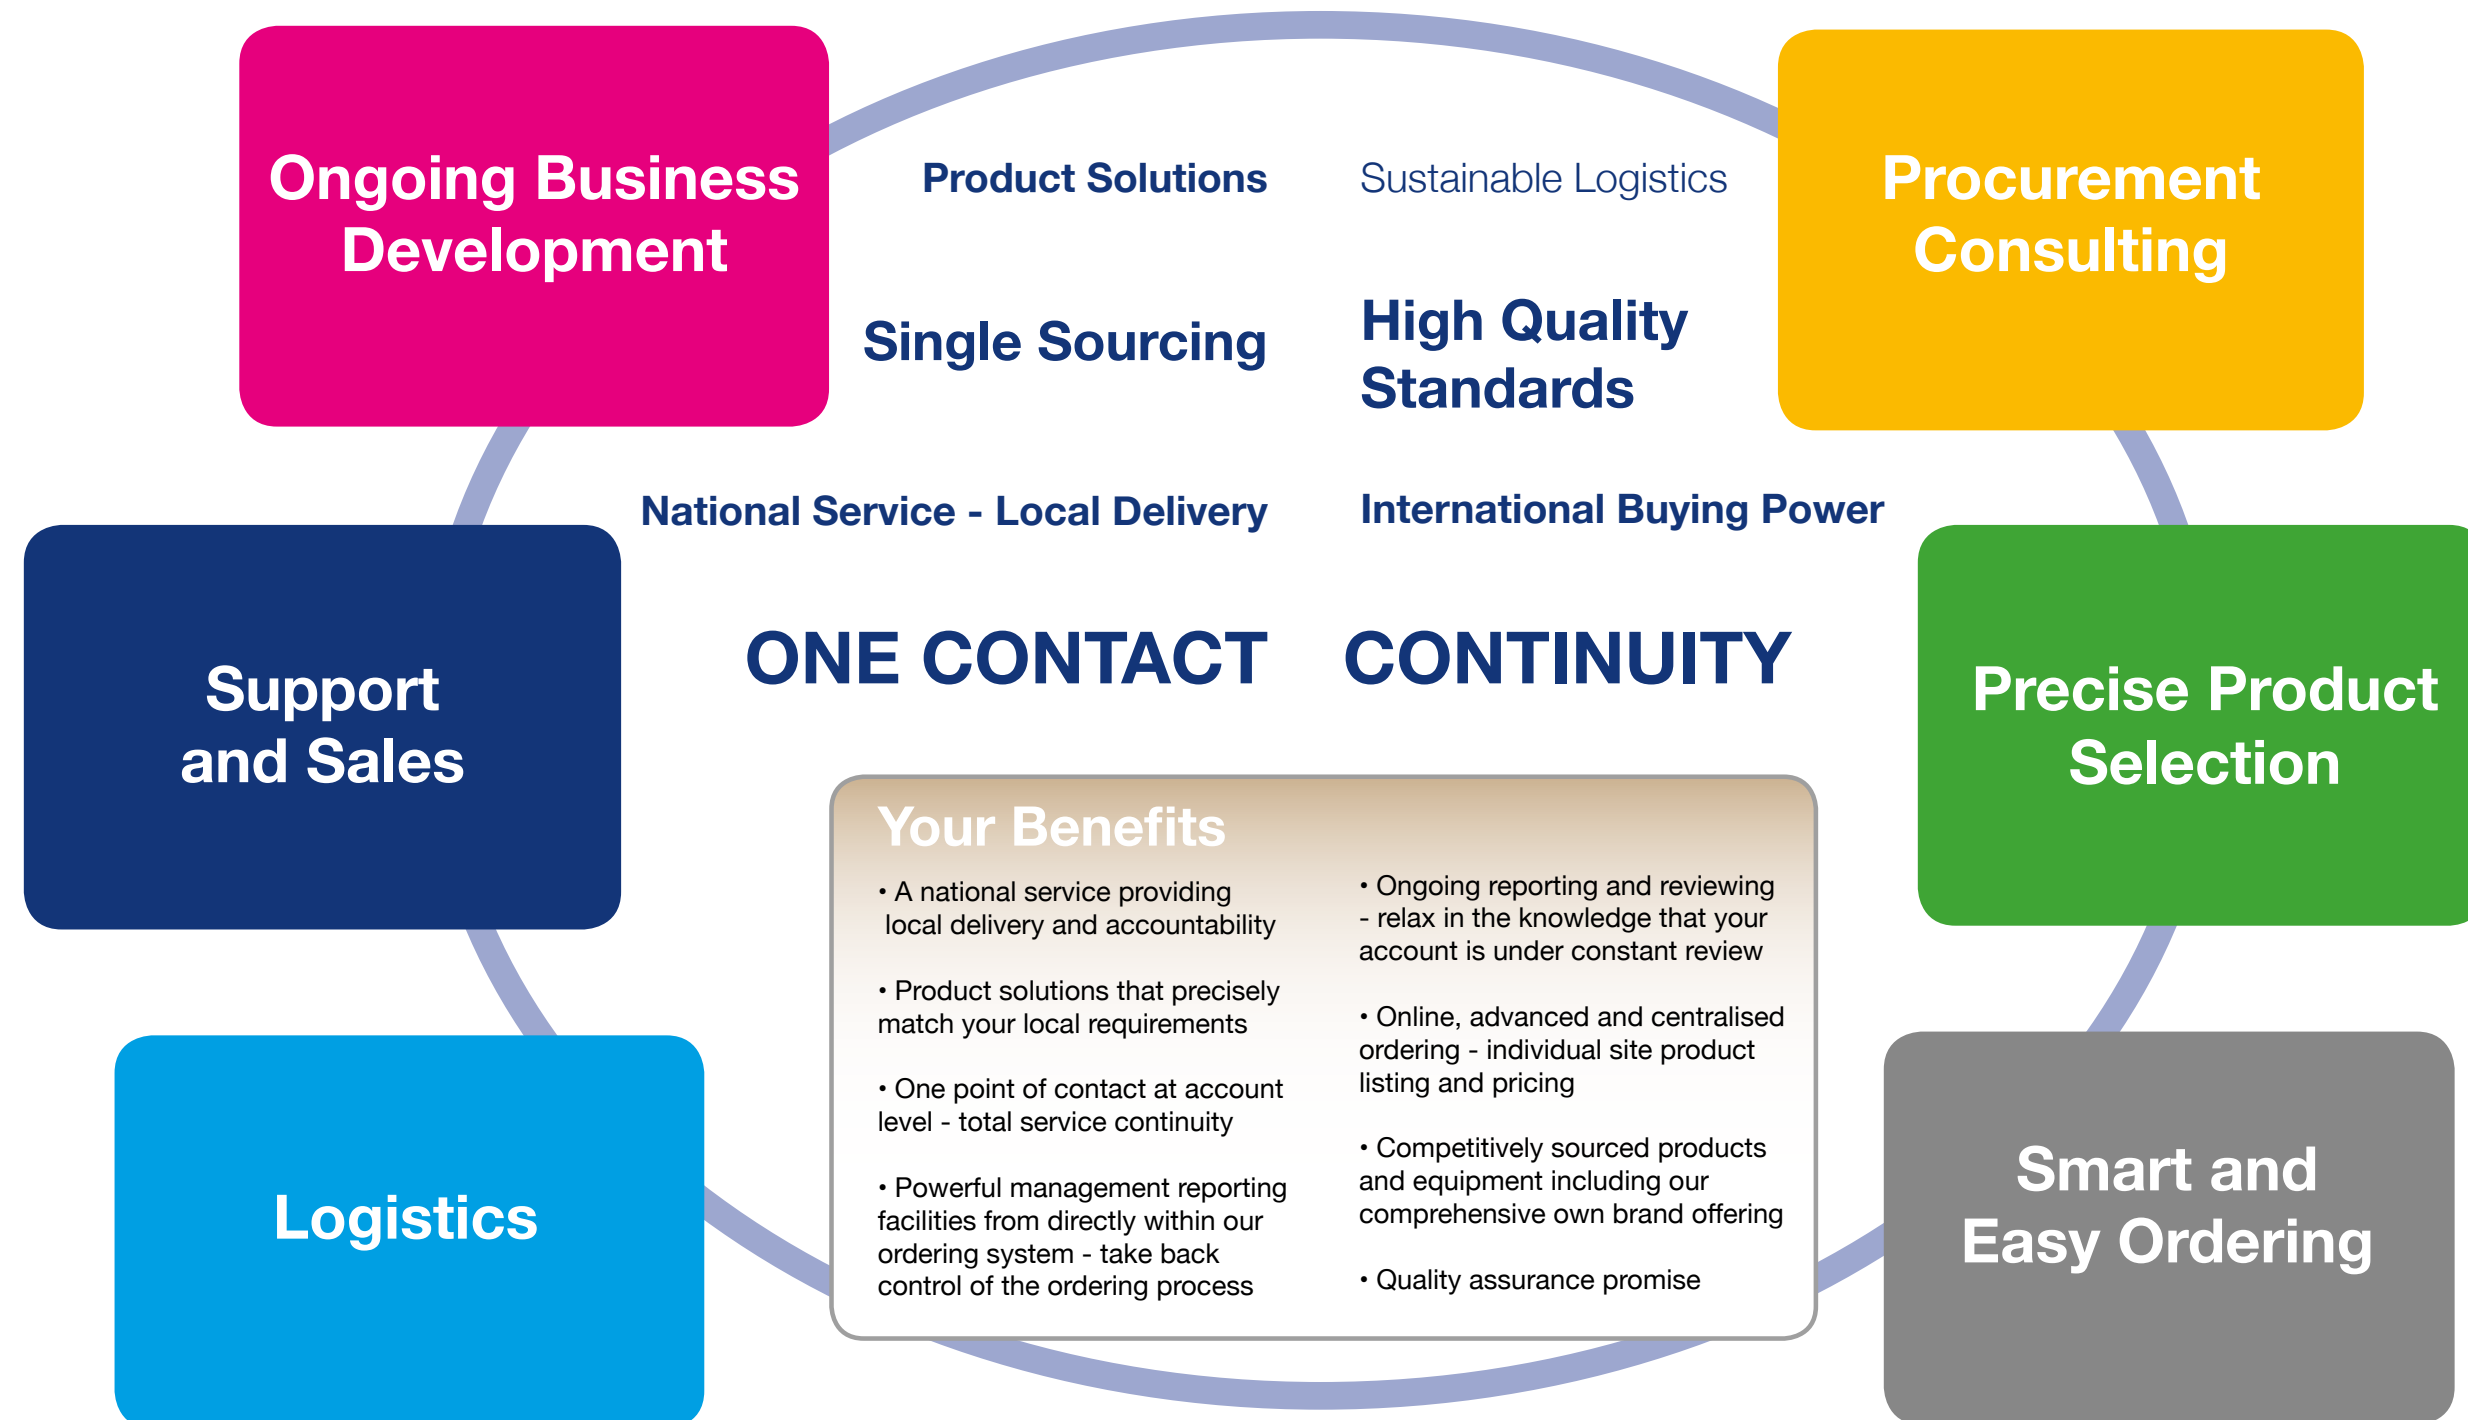 Ongoing Business
Development
Procurement
Consulting
Product Solutions
Sustainable Logistics
Single Sourcing
High Quality
Standards
National Service - Local Delivery
International Buying Power
ONE CONTACT
CONTINUITY
Support
and Sales
Precise Product
Selection
Logistics
Smart and
Easy Ordering
Your Benefits
• A national service providing
local delivery and accountability
• Product solutions that precisely
match your local requirements
• One point of contact at account
level - total service continuity
• Powerful management reporting
facilities from directly within our
ordering system - take back
control of the ordering process
• Ongoing reporting and reviewing
- relax in the knowledge that your
account is under constant review
• Online, advanced and centralised
ordering - individual site product
listing and pricing
• Competitively sourced products
and equipment including our
comprehensive own brand offering
• Quality assurance promise